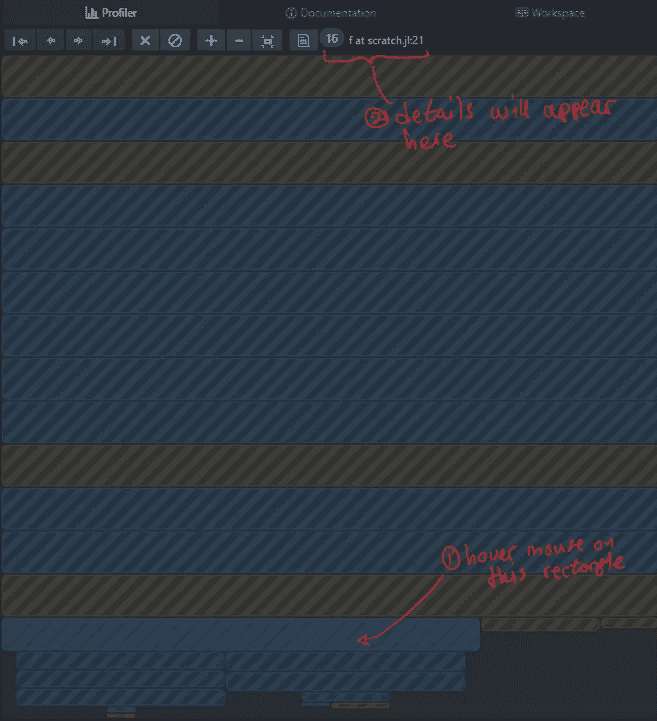 Profiler Documentation Workspace
16 f at scratch.jl:21
② details will appear
here
① hover mouse on
this rectangle